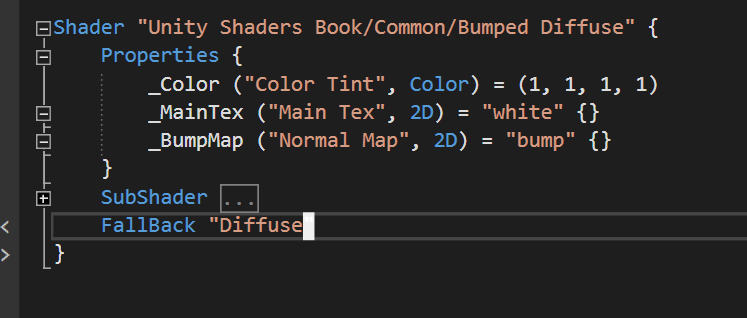 Shader "Unity Shaders Book/Common/Bumped Diffuse" {
Properties {
_Color ("Color Tint", Color) = (1, 1, 1, 1)
_MainTex ("Main Tex", 2D) = "white" {}
_BumpMap ("Normal Map", 2D) = "bump" {}
}
SubShader ...
FallBack "Diffuse"
}